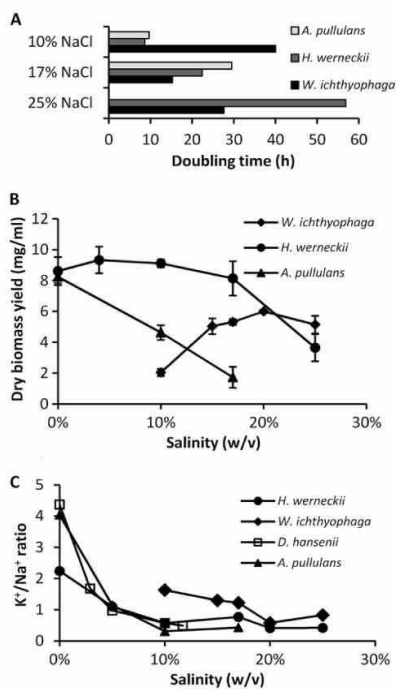 A
10% NaCl
17% NaCl
25% NaCl
A. pullulans
H. werneckii
W. ichthyophaga
0 10 20 30 40 50 60
Doubling time (h)
B
Dry biomass yield (mg/ml)
12
10
8
6
4
2
0
W. ichthyophaga
H. werneckii
A. pullulans
0% 10% 20% 30%
Salinity (w/v)
C
K⁺/Na⁺ ratio
5
4
3
2
1
0
H. werneckii
W. ichthyophaga
D. hansenii
A. pullulans
0% 10% 20% 30%
Salinity (w/v)